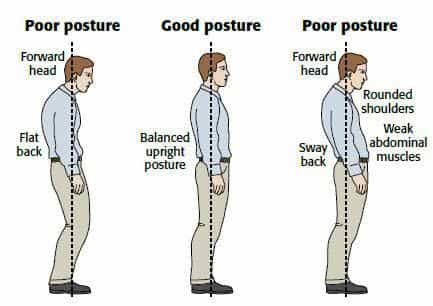 Poor posture
Good posture
Poor posture
Forward
head
Flat
back
Balanced
upright
posture
Forward
head
Rounded
shoulders
Weak
abdominal
muscles
Sway
back